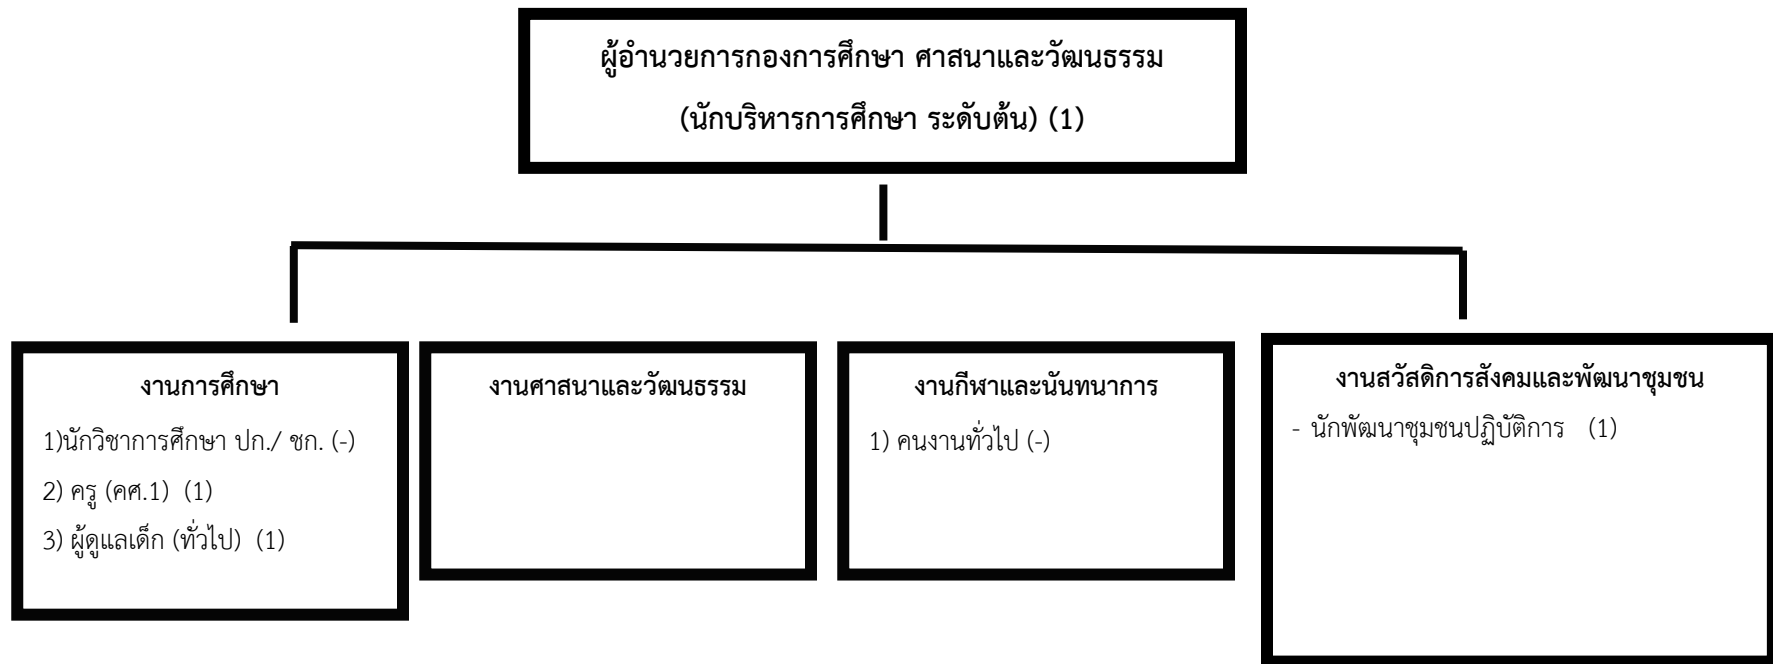 ผู้อำนวยการกองการศึกษา ศาสนาและวัฒนธรรม
(นักบริหารการศึกษา ระดับต้น) (1)
งานการศึกษา
1)นักวิชาการศึกษา ปก./ ชก. (-)
2) ครู (คศ.1) (1)
3) ผู้ดูแลเด็ก (ทั่วไป) (1)
งานศาสนาและวัฒนธรรม
งานกีฬาและนันทนาการ
1) คนงานทั่วไป (-)
งานสวัสดิการสังคมและพัฒนาชุมชน
- นักพัฒนาชุมชนปฏิบัติการ (1)